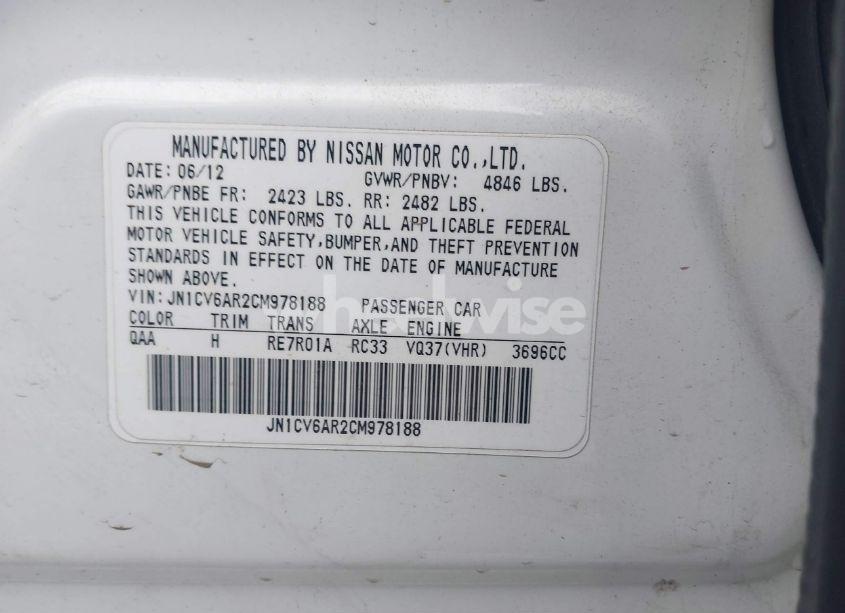 MANUFACTURED BY NISSAN MOTOR CO.,LTD.
DATE: 06/12 GVWR/PNBV: 4846 LBS.
GAWR/PNBE FR: 2423 LBS. RR: 2482 LBS.
THIS VEHICLE CONFORMS TO ALL APPLICABLE FEDERAL
MOTOR VEHICLE SAFETY,BUMPER,AND THEFT PREVENTION
STANDARDS IN EFFECT ON THE DATE OF MANUFACTURE
SHOWN ABOVE.
VIN:JN1CV6AR2CM978188 PASSENGER CAR
COLOR TRIM TRANS AXLE ENGINE
QAA H RE7R01A RC33 VQ37(VHR) 3696CC
JN1CV6AR2CM978188